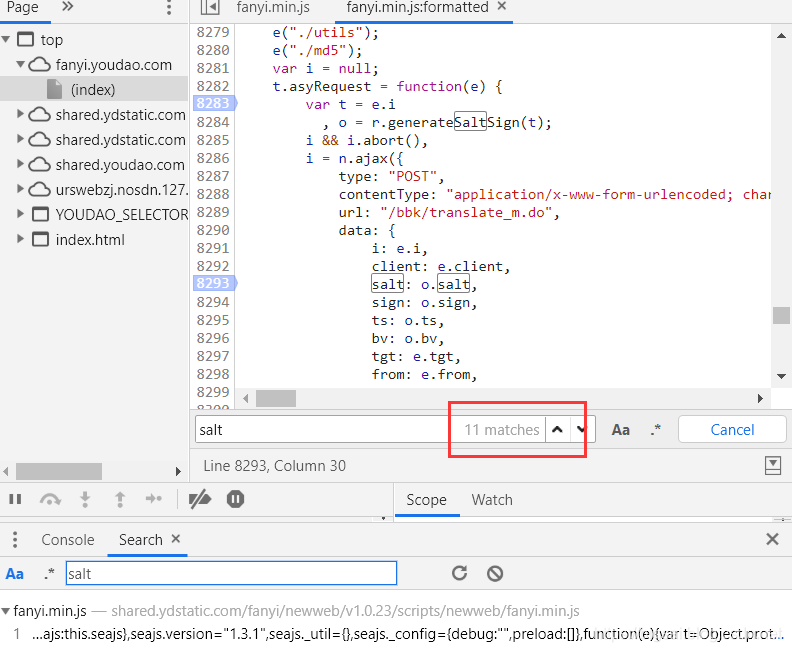 Page
fanyi.min.js
fanyi.min.js:formatted
top
fanyi.youdao.com
(index)
shared.ydstatic.com
shared.ydstatic.com
shared.youdao.com
urswebzj.nosdn.127.
YOUDAO_SELECTOR
index.html
8279 e("./utils");
8280 e("./md5");
8281 var i = null;
8282 t.asyRequest = function(e) {
8283 var t = e.i
8284 , o = r.generateSaltSign(t);
8285 i && i.abort(),
8286 i = n.ajax({
8287 type: "POST",
8288 contentType: "application/x-www-form-urlencoded; char
8289 url: "/bbk/translate_m.do",
8290 data: {
8291 i: e.i,
8292 client: e.client,
8293 salt: o.salt,
8294 sign: o.sign,
8295 ts: o.ts,
8296 bv: o.bv,
8297 tgt: e.tgt,
8298 from: e.from,
8299
salt 11 matches Aa .* Cancel
Line 8293, Column 30
Scope Watch
Console Search
Aa .* salt
fanyi.min.js — shared.ydstatic.com/fanyi/newweb/v1.0.23/scripts/newweb/fanyi.min.js
1 ...ajs:this.seajs},seajs.version="1.3.1",seajs._util={},seajs._config={debug:"",preload:[]},function(e){var t=Object.prot...